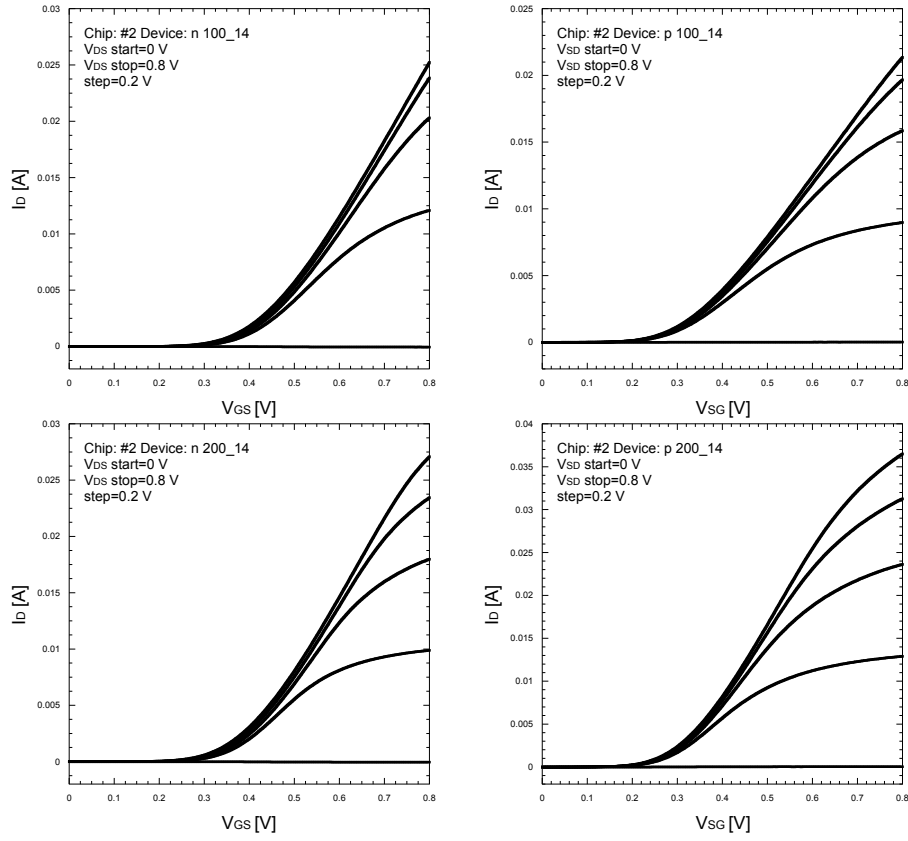 0.03
Chip: #2 Device: n 100_14
VDS start=0 V
VDS stop=0.8 V
step=0.2 V
0.025
0.02
0.015
0.01
0.005
0
ID [A]
0 0.1 0.2 0.3 0.4 0.5 0.6 0.7 0.8
VGS [V]
0.025
Chip: #2 Device: p 100_14
VSD start=0 V
VSD stop=0.8 V
step=0.2 V
0.02
0.015
0.01
0.005
0
ID [A]
0 0.1 0.2 0.3 0.4 0.5 0.6 0.7 0.8
VSG [V]
0.03
Chip: #2 Device: n 200_14
VDS start=0 V
VDS stop=0.8 V
step=0.2 V
0.025
0.02
0.015
0.01
0.005
0
ID [A]
0 0.1 0.2 0.3 0.4 0.5 0.6 0.7 0.8
VGS [V]
0.04
Chip: #2 Device: p 200_14
VSD start=0 V
VSD stop=0.8 V
step=0.2 V
0.035
0.03
0.025
0.02
0.015
0.01
0.005
0
ID [A]
0 0.1 0.2 0.3 0.4 0.5 0.6 0.7 0.8
VSG [V]